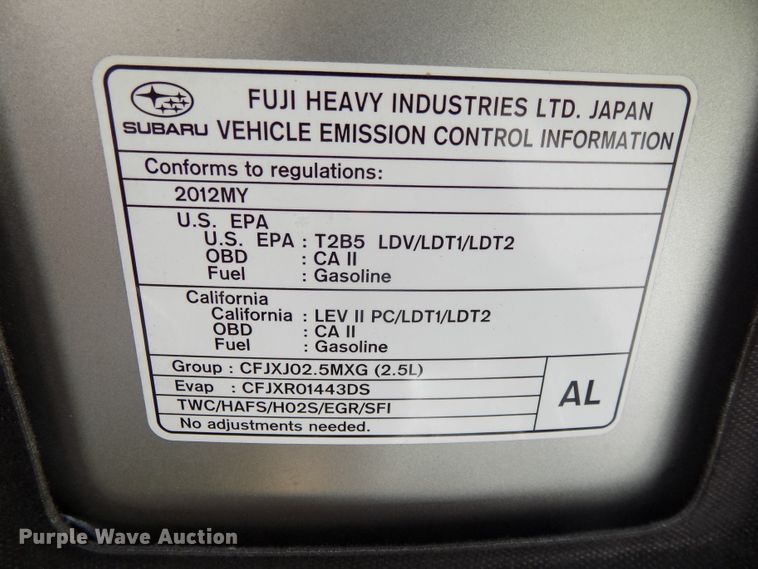 SUBARU
FUJI HEAVY INDUSTRIES LTD. JAPAN
VEHICLE EMISSION CONTROL INFORMATION
Conforms to regulations:
2012MY
U.S. EPA
U.S. EPA : T2B5 LDV/LDT1/LDT2
OBD : CA II
Fuel : Gasoline
California
California : LEV II PC/LDT1/LDT2
OBD : CA II
Fuel : Gasoline
Group : CFJXJ02.5MXG (2.5L)
Evap : CFJXR01443DS
TWC/HAFS/HO2S/EGR/SFI
No adjustments needed.
AL
Purple Wave Auction